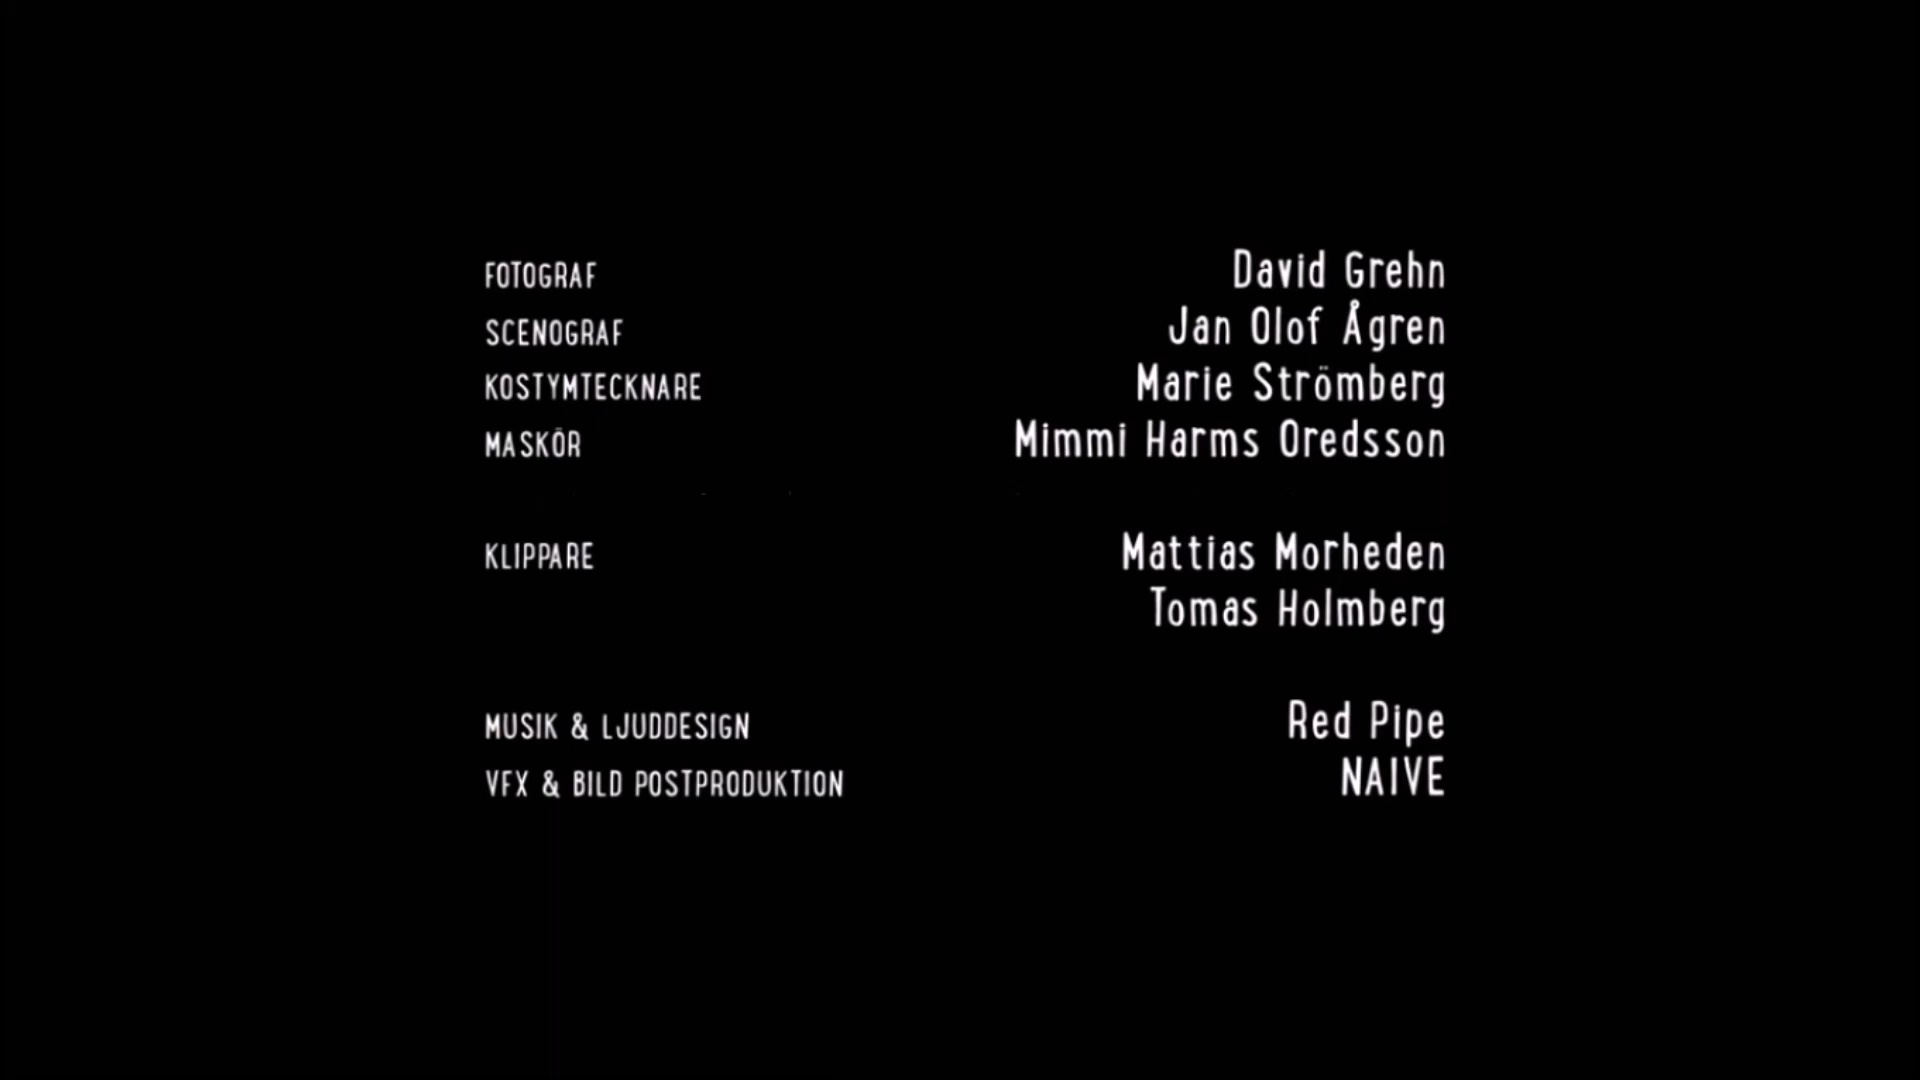 FOTOGRAF David Grehn
SCENOGRAF Jan Olof Ågren
KOSTYMTECKNARE Marie Strömberg
MASKÖR Mimmi Harms Oredsson
KLIPPARE Mattias Morheden
Tomas Holmberg
MUSIK & LJUDDESIGN Red Pipe
VFX & BILD POSTPRODUKTION NAIVE